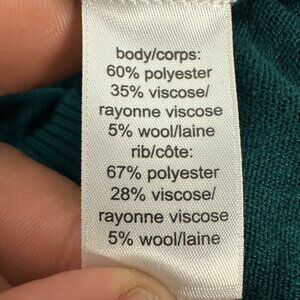 body/corps:
60% polyester
35% viscose/
rayonne viscose
5% wool/laine
rib/côte:
67% polyester
28% viscose/
rayonne viscose
5% wool/laine